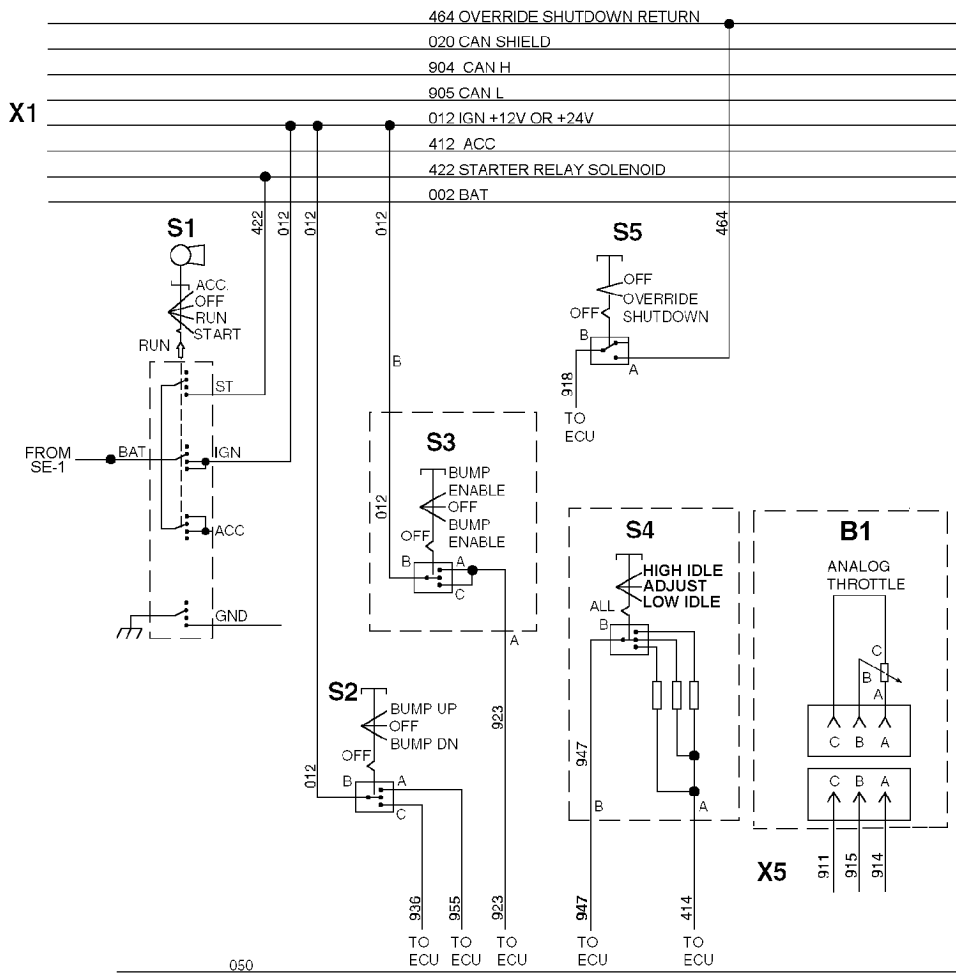 464 OVERRIDE SHUTDOWN RETURN
020 CAN SHIELD
904 CAN H
905 CAN L
X1
012 IGN +12V OR +24V
412 ACC
422 STARTER RELAY SOLENOID
002 BAT
422
012
012
012
464
S1
ACC.
OFF
RUN
START
RUN
ST
FROM
SE-1
BAT
IGN
ACC
GND
S5
OFF
OVERRIDE
SHUTDOWN
OFF
B
A
918
TO
ECU
B
S3
BUMP
ENABLE
OFF
BUMP
ENABLE
012
OFF
B
A
C
A
923
S4
HIGH IDLE
ADJUST
LOW IDLE
ALL
B
947
B
A
B1
ANALOG
THROTTLE
C
B
A
C B A
C B A
X5
911
915
914
S2
BUMP UP
OFF
BUMP DN
OFF
012
B
A
C
936
955
923
947
414
TO
ECU
TO
ECU
TO
ECU
TO
ECU
TO
ECU
050